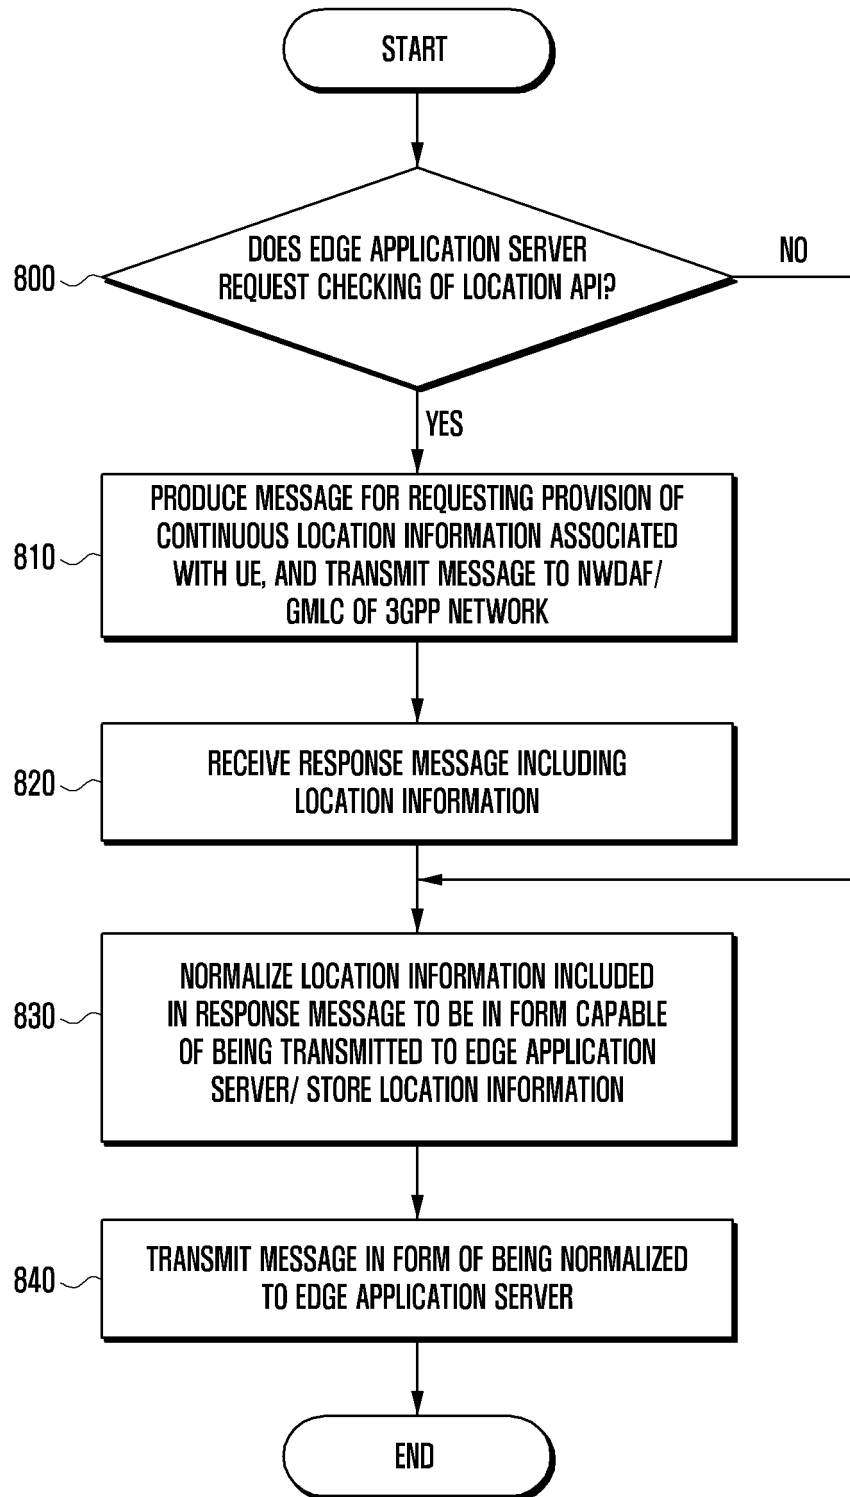 START
DOES EDGE APPLICATION SERVER
REQUEST CHECKING OF LOCATION API?
NO
800
YES
PRODUCE MESSAGE FOR REQUESTING PROVISION OF
CONTINUOUS LOCATION INFORMATION ASSOCIATED
WITH UE, AND TRANSMIT MESSAGE TO NWDAF/
GMLC OF 3GPP NETWORK
810
RECEIVE RESPONSE MESSAGE INCLUDING
LOCATION INFORMATION
820
NORMALIZE LOCATION INFORMATION INCLUDED
IN RESPONSE MESSAGE TO BE IN FORM CAPABLE
OF BEING TRANSMITTED TO EDGE APPLICATION
SERVER/ STORE LOCATION INFORMATION
830
TRANSMIT MESSAGE IN FORM OF BEING NORMALIZED
TO EDGE APPLICATION SERVER
840
END